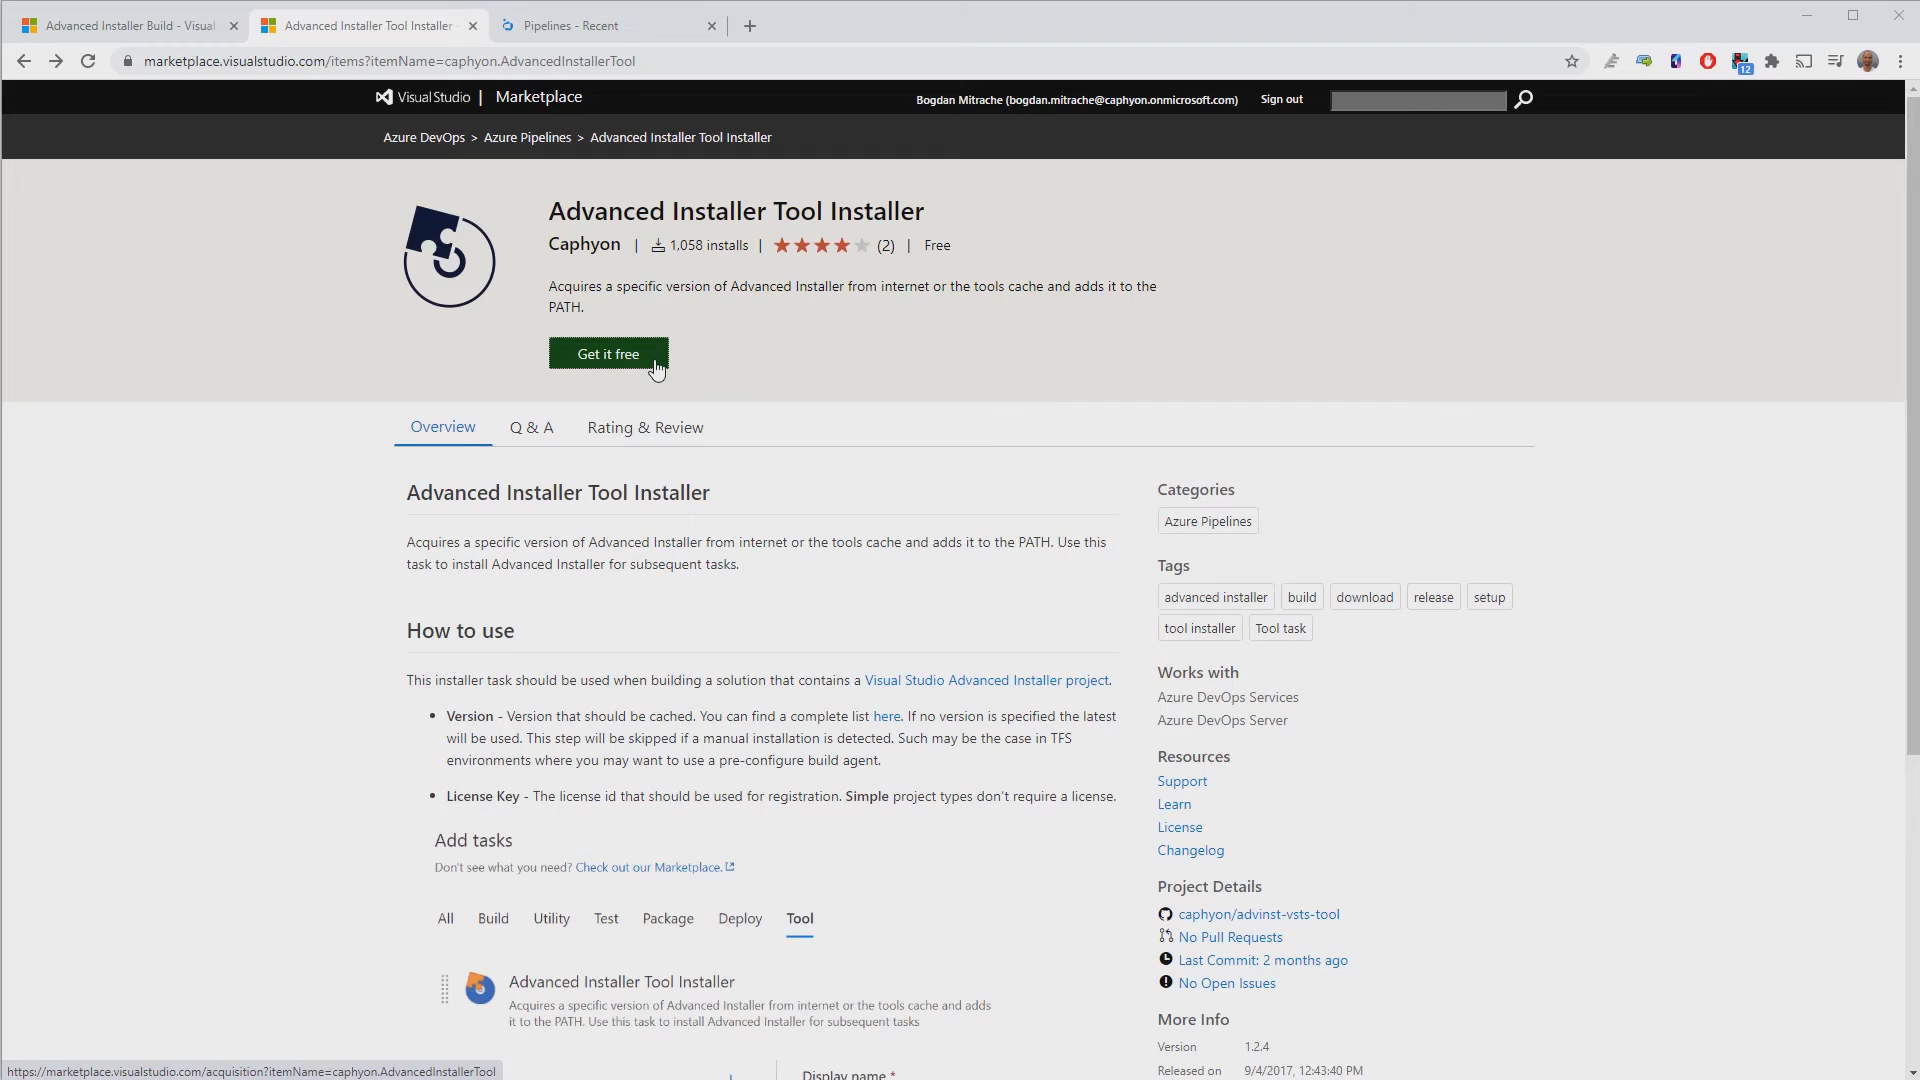 Advanced Installer Build - Visual
Advanced Installer Tool Installer -
Pipelines - Recent
marketplace.visualstudio.com/items?itemName=caphyon.AdvancedInstallerTool
12
Visual Studio | Marketplace
Bogdan Mitrache (bogdan.mitrache@caphyon.onmicrosoft.com) Sign out
Azure DevOps > Azure Pipelines > Advanced Installer Tool Installer
Advanced Installer Tool Installer
Caphyon | 1,058 installs | (2) | Free
Acquires a specific version of Advanced Installer from internet or the tools cache and adds it to the
PATH.
Get it free
Overview Q & A Rating & Review
Advanced Installer Tool Installer
Acquires a specific version of Advanced Installer from internet or the tools cache and adds it to the PATH. Use this
task to install Advanced Installer for subsequent tasks.
How to use
This installer task should be used when building a solution that contains a Visual Studio Advanced Installer project.
• Version - Version that should be cached. You can find a complete list here. If no version is specified the latest
will be used. This step will be skipped if a manual installation is detected. Such may be the case in TFS
environments where you may want to use a pre-configure build agent.
• License Key - The license id that should be used for registration. Simple project types don't require a license.
Add tasks
Don't see what you need? Check out our Marketplace.
All Build Utility Test Package Deploy Tool
Advanced Installer Tool Installer
Acquires a specific version of Advanced Installer from internet or the tools cache and adds
it to the PATH. Use this task to install Advanced Installer for subsequent tasks
Display name *
Categories
Azure Pipelines
Tags
advanced installer build download release setup
tool installer Tool task
Works with
Azure DevOps Services
Azure DevOps Server
Resources
Support
Learn
License
Changelog
Project Details
caphyon/advinst-vsts-tool
No Pull Requests
Last Commit: 2 months ago
No Open Issues
More Info
Version 1.2.4
Released on 9/4/2017, 12:43:40 PM
https://marketplace.visualstudio.com/acquisition?itemName=caphyon.AdvancedInstallerTool